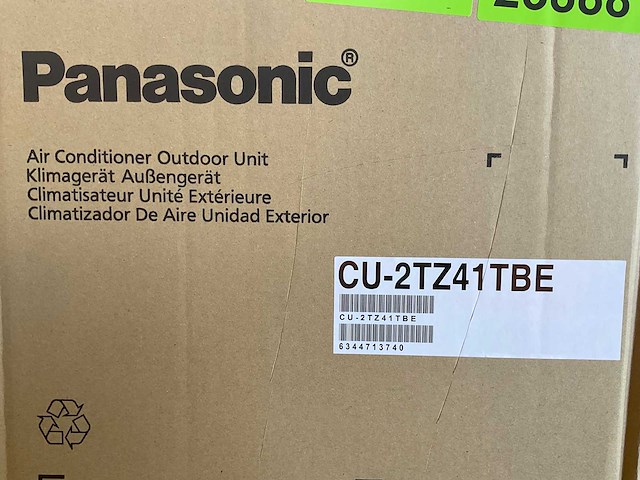 Panasonic®
Air Conditioner Outdoor Unit
Klimagerät Außengerät
Climatisateur Unité Extérieure
Climatizador De Aire Unidad Exterior
CU-2TZ41TBE
CU-2TZ41TBE
6344713740